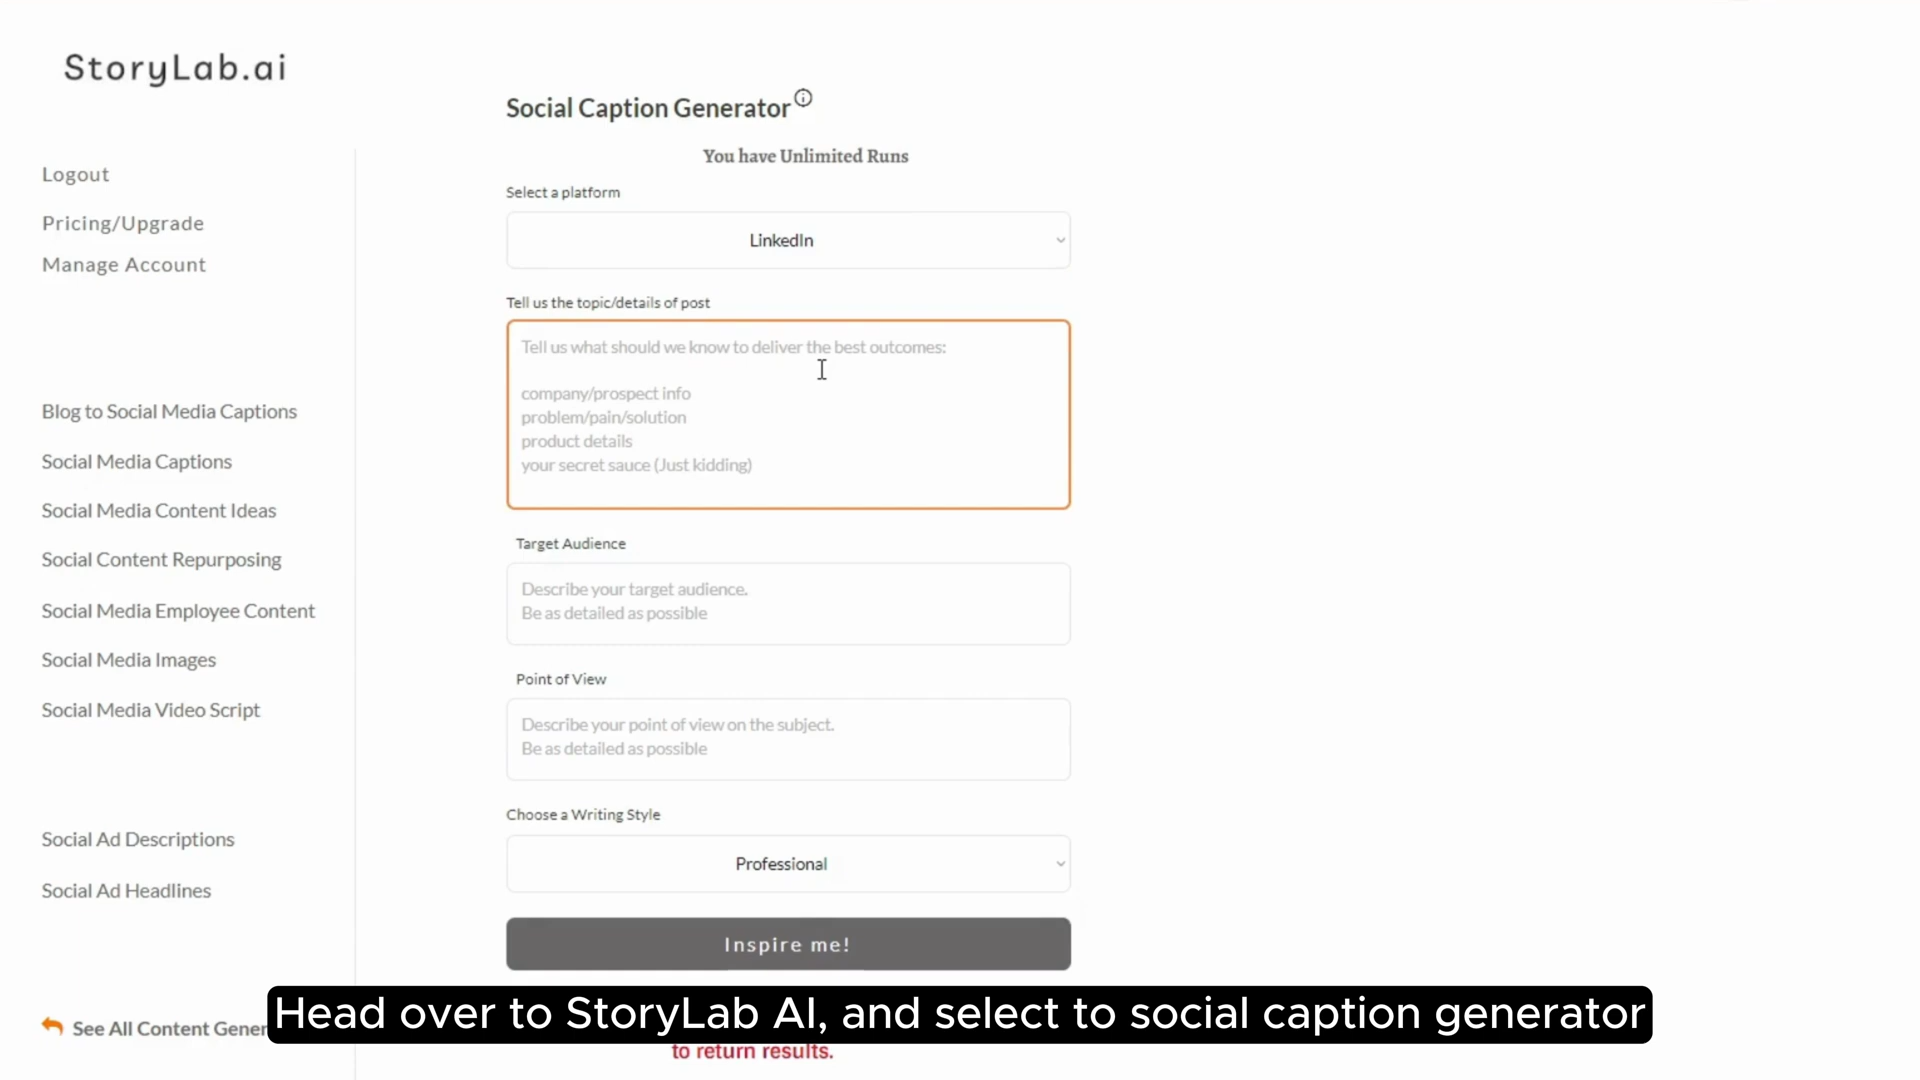 StoryLab.ai
Logout
Pricing/Upgrade
Manage Account
Blog to Social Media Captions
Social Media Captions
Social Media Content Ideas
Social Content Repurposing
Social Media Employee Content
Social Media Images
Social Media Video Script
Social Ad Descriptions
Social Ad Headlines
See All Content Gener
Social Caption Generator
You have Unlimited Runs
Select a platform
LinkedIn
Tell us the topic/details of post
Tell us what should we know to deliver the best outcomes:
company/prospect info
problem/pain/solution
product details
your secret sauce (Just kidding)
Target Audience
Describe your target audience.
Be as detailed as possible
Point of View
Describe your point of view on the subject.
Be as detailed as possible
Choose a Writing Style
Professional
Inspire me!
Head over to StoryLab AI, and select to social caption generator
to return results.